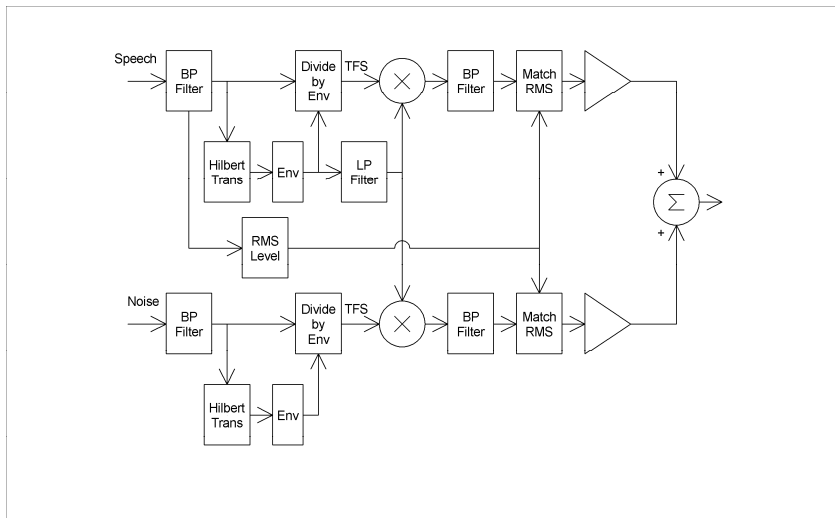 Speech
BP
Filter
Divide
by
Env
TFS
BP
Filter
Match
RMS
Hilbert
Trans
Env
LP
Filter
+
Σ
+
RMS
Level
Noise
BP
Filter
Divide
by
Env
TFS
BP
Filter
Match
RMS
Hilbert
Trans
Env